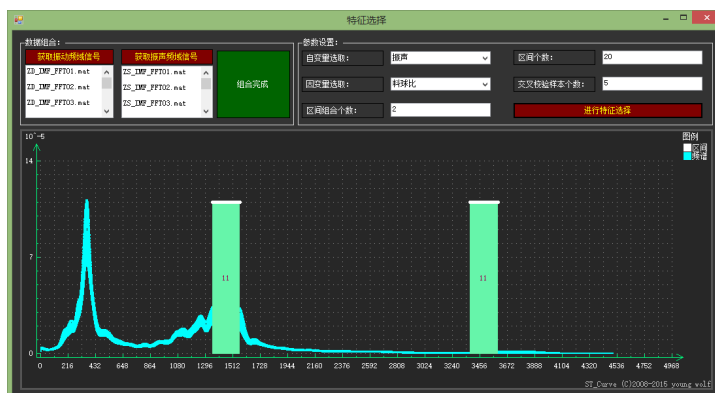 特征选择
数据组合:
获取振动频域信号 获取振声频域信号
ZD_IMF_FFT01.mat
ZD_IMF_FFT02.mat
ZD_IMF_FFT03.mat
ZS_IMF_FFT01.mat
ZS_IMF_FFT02.mat
ZS_IMF_FFT03.mat
组合完成
参数设置:
自变量选取: 振声 区间个数: 20
因变量选取: 料球比 交叉检验样本个数: 5
区间组合个数: 2 进行特征选择
10^-5
图例
区间
频谱
14
7
11 11
0
0 216 432 648 864 1080 1296 1512 1728 1944 2160 2376 2592 2808 3024 3240 3456 3672 3888 4104 4320 4536 4752 4968
ST_Curve (C)2008-2015 young wolf